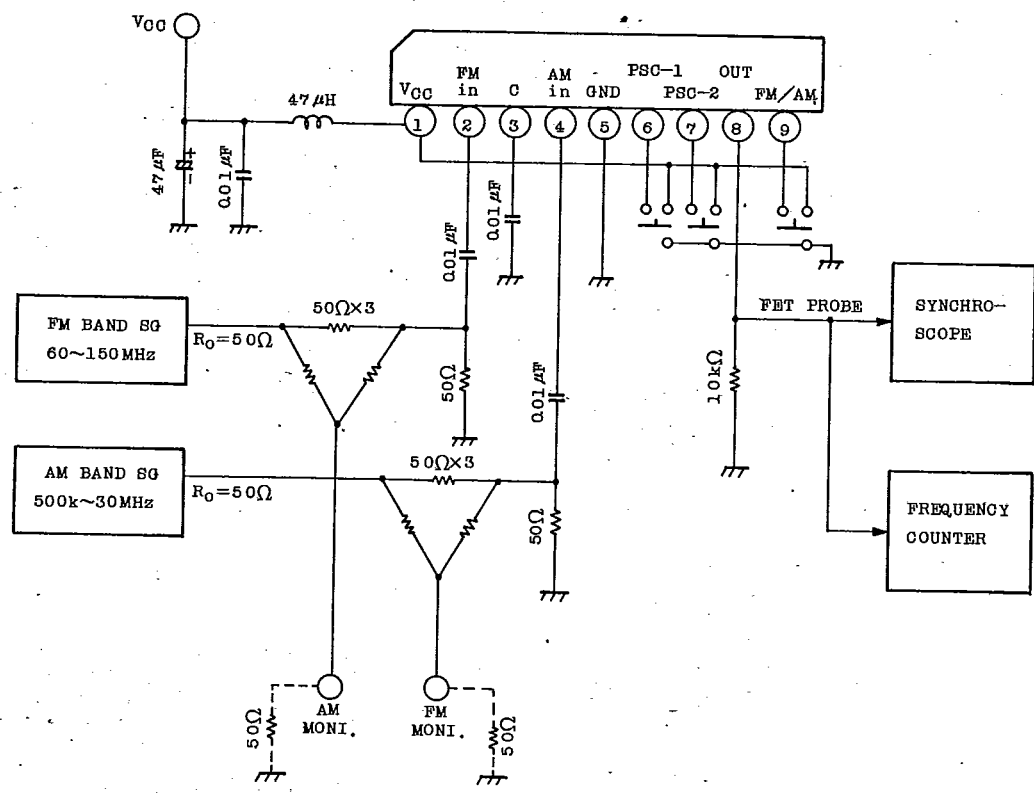 VCC
PSC-1 OUT
FM AM
VCC in C in GND PSC-2 FM/AM
1 2 3 4 5 6 7 8 9
47μH
47μF
+
-
0.01μF
0.01μF
0.01μF
FM BAND SG
60~150MHz
RO=50Ω
50Ω×3
50Ω
0.01μF
FET PROBE
SYNCHRO-
SCOPE
10kΩ
AM BAND SG
500k~30MHz
RO=50Ω
50Ω×3
50Ω
FREQUENCY
COUNTER
50Ω
AM
MONI.
FM
MONI.
50Ω